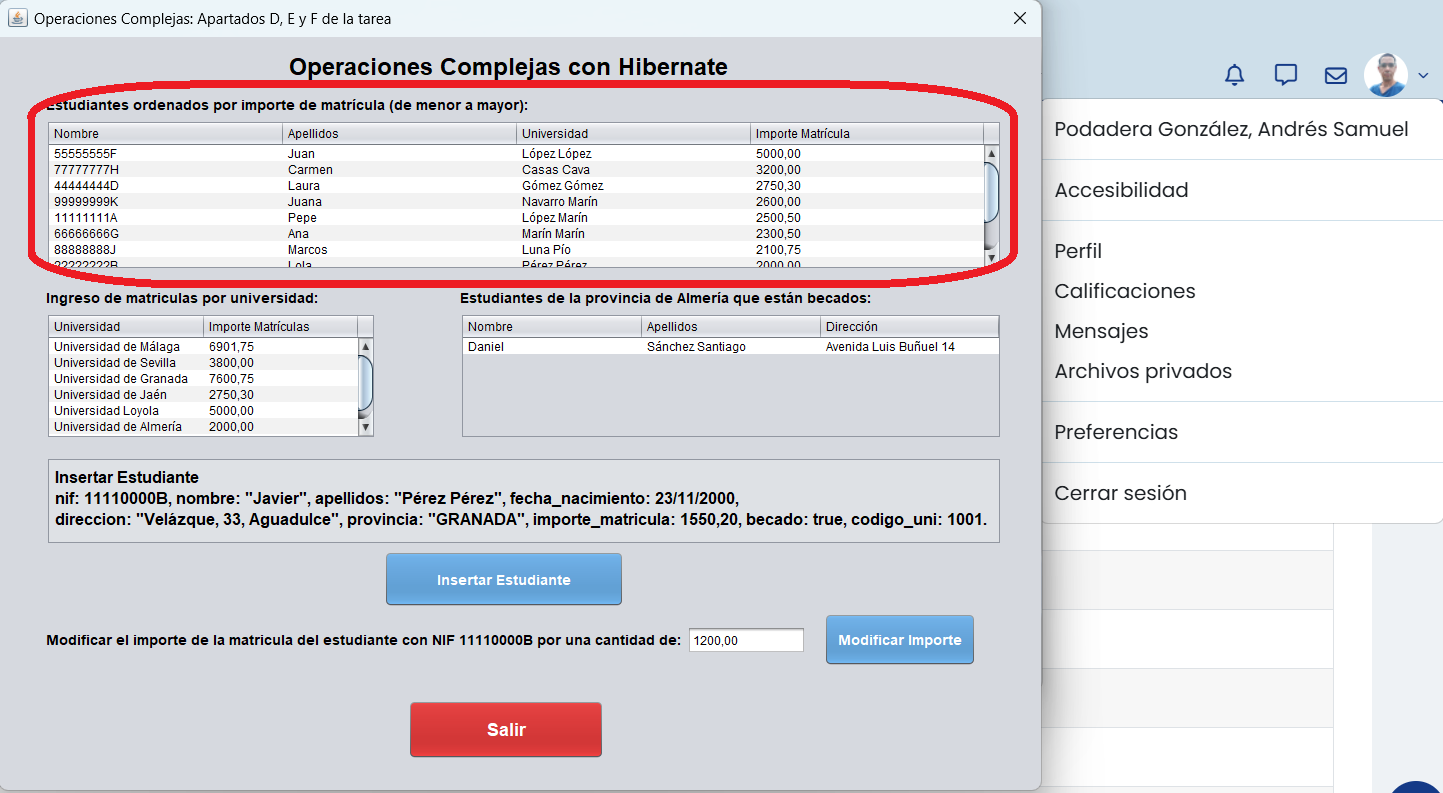 Operaciones Complejas: Apartados D, E y F de la tarea
Operaciones Complejas con Hibernate
Estudiantes ordenados por importe de matrícula (de menor a mayor):
Nombre Apellidos Universidad Importe Matrícula
55555555F Juan López López 5000,00
77777777H Carmen Casas Cava 3200,00
44444444D Laura Gómez Gómez 2750,30
99999999K Juana Navarro Marín 2600,00
11111111A Pepe López Marín 2500,50
66666666G Ana Marín Marín 2300,50
88888888J Marcos Luna Pío 2100,75
22222222B Lola Pérez Pérez 2000,00
Ingreso de matriculas por universidad:
Universidad Importe Matrículas
Universidad de Málaga 6901,75
Universidad de Sevilla 3800,00
Universidad de Granada 7600,75
Universidad de Jaén 2750,30
Universidad Loyola 5000,00
Universidad de Almería 2000,00
Estudiantes de la provincia de Almería que están becados:
Nombre Apellidos Dirección
Daniel Sánchez Santiago Avenida Luis Buñuel 14
Insertar Estudiante
nif: 11110000B, nombre: "Javier", apellidos: "Pérez Pérez", fecha_nacimiento: 23/11/2000,
direccion: "Velázque, 33, Aguadulce", provincia: "GRANADA", importe_matricula: 1550,20, becado: true, codigo_uni: 1001.
Insertar Estudiante
Modificar el importe de la matricula del estudiante con NIF 11110000B por una cantidad de: 1200,00 Modificar Importe
Salir
Podadera González, Andrés Samuel
Accesibilidad
Perfil
Calificaciones
Mensajes
Archivos privados
Preferencias
Cerrar sesión